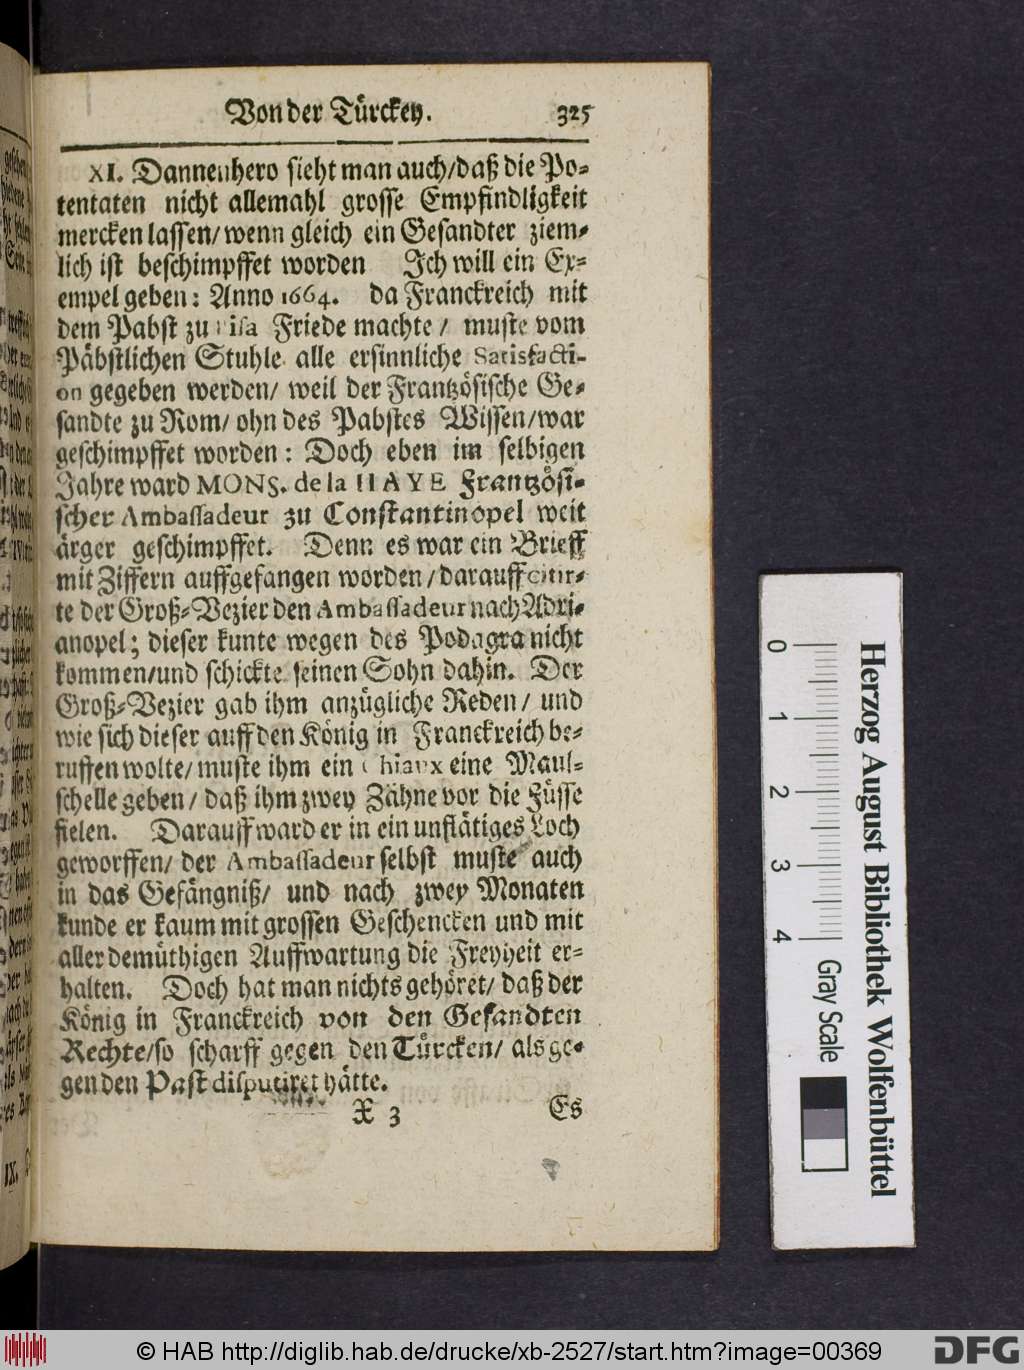 Von der Türckey. 325
XI. Dannenhero sieht man auch/daß die Po-
tentaten nicht allemahl grosse Empfindligkeit
mercken lassen/ wenn gleich ein Gesandter ziem-
lich ist beschimpffet worden Ich will ein Ex-
empel geben: Anno 1664. da Franckreich mit
dem Pabst zu Pisa Friede machte / muste vom
Päbstlichen Stuhle alle ersinnliche Satisfacti-
on gegeben werden/ weil der Frantzösische Ge-
sandte zu Rom/ ohn des Pabstes Wissen/war
geschimpffet worden: Doch eben im selbigen
Jahre ward MONS. de la HAYE Frantzösi-
scher Ambassadeur zu Constantinopel weit
ärger geschimpffet. Denn es war ein Brieff
mit Ziffern auffgefangen worden/darauff citir-
te der Groß-Vezier den Ambassadeur nach Adri-
anopel; dieser kunte wegen des Podagra nicht
kommen/und schickte seinen Sohn dahin. Der
Groß-Vezier gab ihm anzügliche Reden/ und
wie sich dieser auff den König in Franckreich be-
ruffen wolte/ muste ihm ein Chiaux eine Maul-
schelle geben/ daß ihm zwey Zähne vor die Füsse
fielen. Darauff ward er in ein unflätiges Loch
geworffen/ der Ambassadeur selbst muste auch
in das Gefängniß/ und nach zwey Monaten
kunde er kaum mit grossen Geschencken und mit
aller demüthigen Auffwartung die Freyheit er-
halten. Doch hat man nichts gehöret/ daß der
König in Franckreich von den Gesandten
Rechte/so scharff gegen den Türcken/ als ge-
gen den Past disputiret hätte.
X 3 Es
0 1 2 3 4 Gray Scale
Herzog August Bibliothek Wolfenbüttel
© HAB http://diglib.hab.de/drucke/xb-2527/start.htm?image=00369
DFG